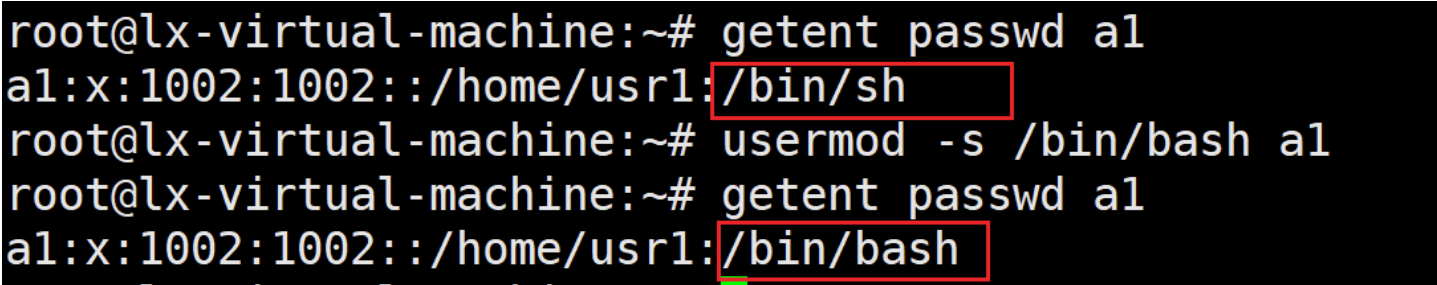 root@lx-virtual-machine:~# getent passwd a1
a1:x:1002:1002::/home/usr1:/bin/sh
root@lx-virtual-machine:~# usermod -s /bin/bash a1
root@lx-virtual-machine:~# getent passwd a1
a1:x:1002:1002::/home/usr1:/bin/bash